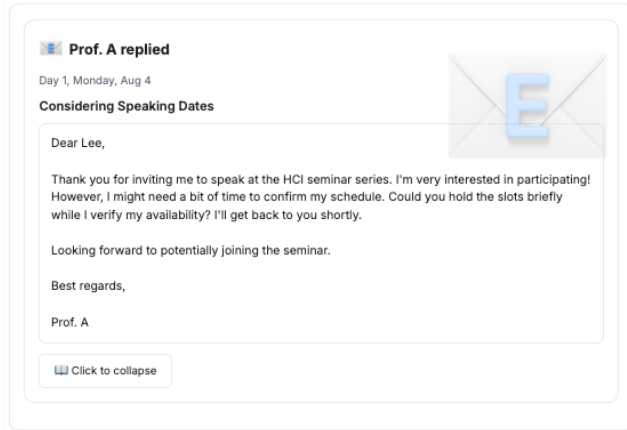 Prof. A replied
Day 1, Monday, Aug 4
Considering Speaking Dates
Dear Lee,
Thank you for inviting me to speak at the HCI seminar series. I'm very interested in participating!
However, I might need a bit of time to confirm my schedule. Could you hold the slots briefly
while I verify my availability? I'll get back to you shortly.
Looking forward to potentially joining the seminar.
Best regards,
Prof. A
Click to collapse